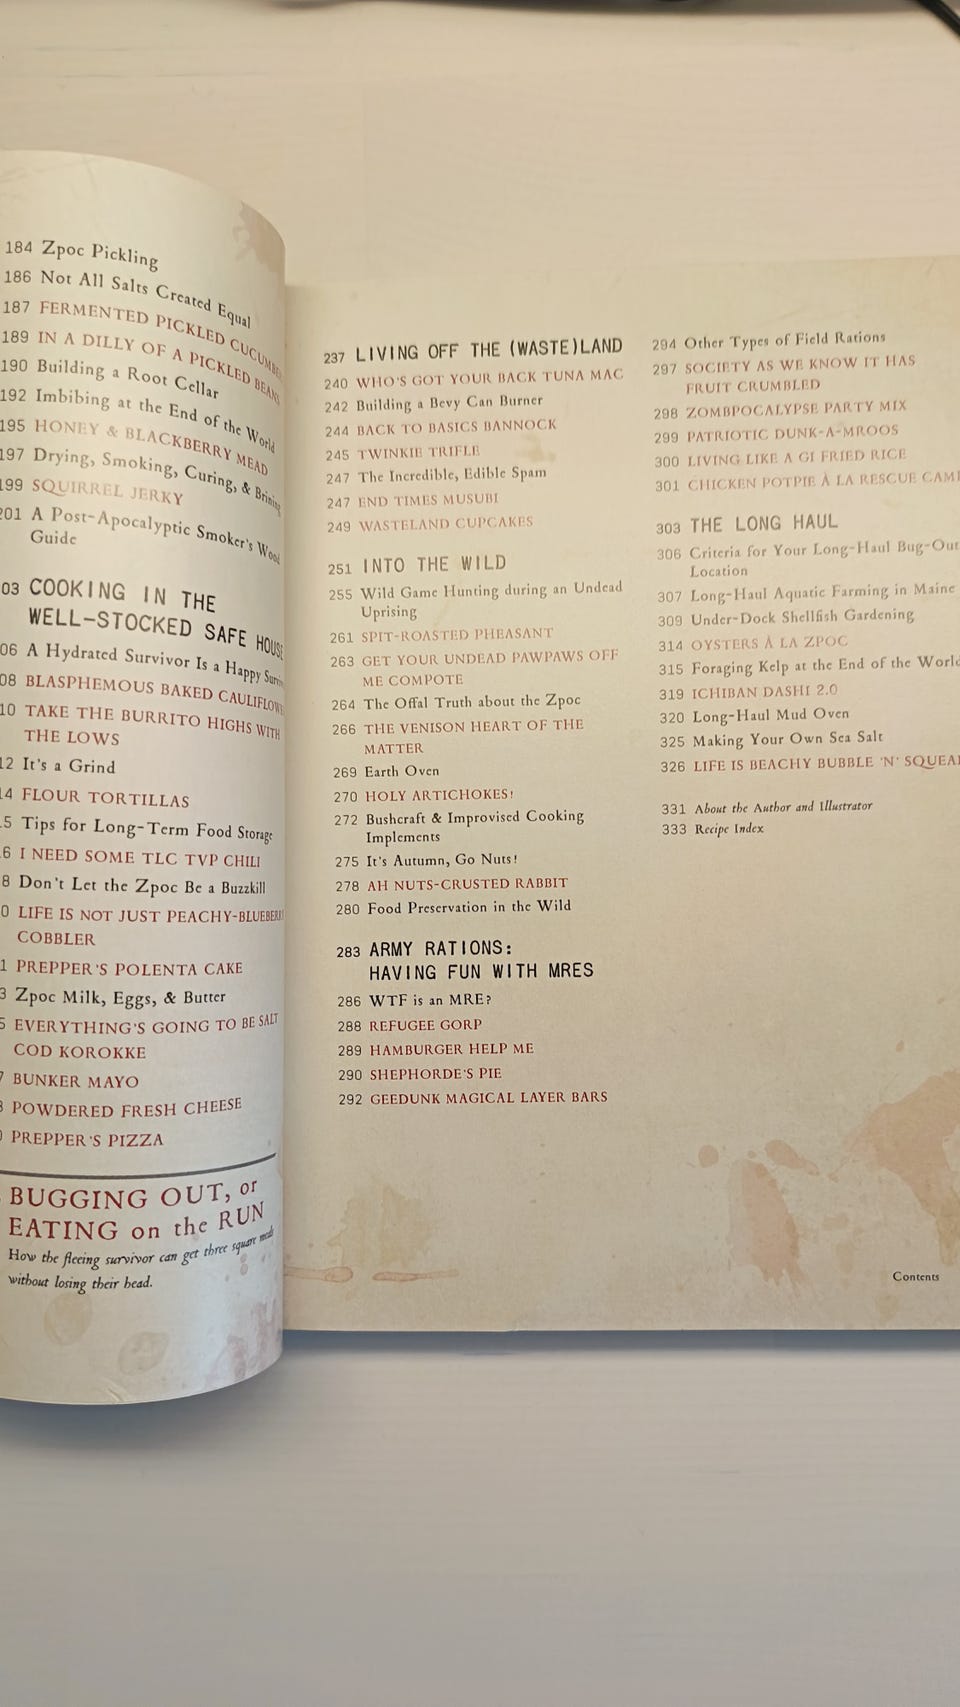 184 Zpoc Pickling
186 Not All Salts Created Equal
187 FERMENTED PICKLED
189 IN A DILLY OF A PICKLED BEANS
190 Building a Root Cellar
192 Imbibing at the End of the World
195 HONEY & BLACKBERRY MEAD
197 Drying, Smoking, Curing, & Brining
199 SQUIRREL JERKY
201 A Post-Apocalyptic Smoker's Wood
Guide
03 COOKING IN THE
WELL-STOCKED SAFE HOUSE
06 A Hydrated Survivor Is a Happy
08 BLASPHEMOUS BAKED
10 TAKE THE BURRITO HIGHS WITH
THE LOWS
12 It's a Grind
14 FLOUR TORTILLAS
5 Tips for Long-Term Food Storage
6 I NEED SOME TLC TVP CHILI
8 Don't Let the Zpoc Be a Buzzkill
0 LIFE IS NOT JUST
COBBLER
1 PREPPER'S POLENTA CAKE
3 Zpoc Milk, Eggs, & Butter
5 EVERYTHING'S GOING TO BE SALT
COD KOROKKE
7 BUNKER MAYO
8 POWDERED FRESH CHEESE
0 PREPPER'S PIZZA
BUGGING OUT, or
EATING on the RUN
How the fleeing survivor can get three square meals
without losing their head.
237 LIVING OFF THE (WASTE)LAND
240 WHO'S GOT YOUR BACK TUNA MAC
242 Building a Bevy Can Burner
244 BACK TO BASICS BANNOCK
245 TWINKIE TRIFLE
247 The Incredible, Edible Spam
247 END TIMES MUSUBI
249 WASTELAND CUPCAKES
251 INTO THE WILD
255 Wild Game Hunting during an Undead
Uprising
261 SPIT-ROASTED PHEASANT
263 GET YOUR UNDEAD PAWPAWS OFF
ME COMPOTE
264 The Offal Truth about the Zpoc
266 THE VENISON HEART OF THE
MATTER
269 Earth Oven
270 HOLY ARTICHOKES!
272 Bushcraft & Improvised Cooking
Implements
275 It's Autumn, Go Nuts!
278 AH NUTS-CRUSTED RABBIT
280 Food Preservation in the Wild
283 ARMY RATIONS:
HAVING FUN WITH MRES
286 WTF is an MRE?
288 REFUGEE GORP
289 HAMBURGER HELP ME
290 SHEPHORDE'S PIE
292 GEEDUNK MAGICAL LAYER BARS
294 Other Types of Field Rations
297 SOCIETY AS WE KNOW IT HAS
FRUIT CRUMBLED
298 ZOMBPOCALYPSE PARTY MIX
299 PATRIOTIC DUNK-A-MROOS
300 LIVING LIKE A GI FRIED RICE
301 CHICKEN POTPIE À LA RESCUE CAM
303 THE LONG HAUL
306 Criteria for Your Long-Haul Bug-Out
Location
307 Long-Haul Aquatic Farming in Maine
309 Under-Dock Shellfish Gardening
314 OYSTERS À LA ZPOC
315 Foraging Kelp at the End of the World
319 ICHIBAN DASHI 2.0
320 Long-Haul Mud Oven
325 Making Your Own Sea Salt
326 LIFE IS BEACHY BUBBLE 'N' SQUEA
331 About the Author and Illustrator
333 Recipe Index
Contents